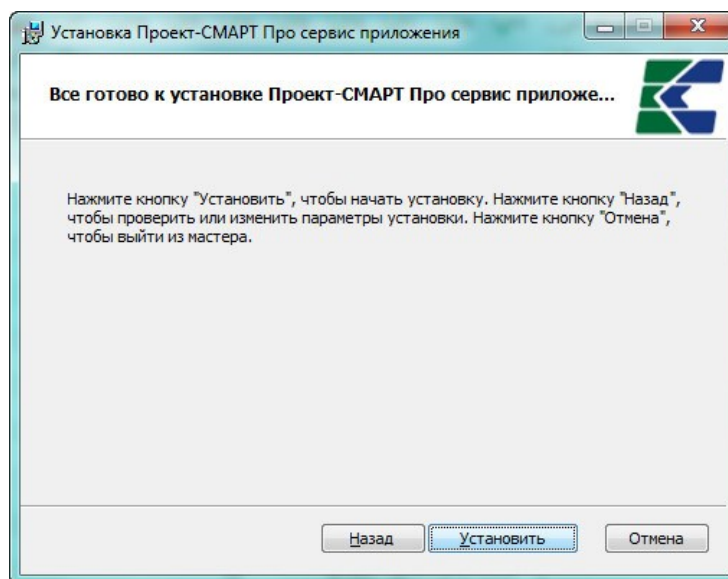 Установка Проект-СМАРТ Про сервис приложения
Все готово к установке Проект-СМАРТ Про сервис приложе...
Нажмите кнопку "Установить", чтобы начать установку. Нажмите кнопку "Назад",
чтобы проверить или изменить параметры установки. Нажмите кнопку "Отмена",
чтобы выйти из мастера.
Назад Установить Отмена